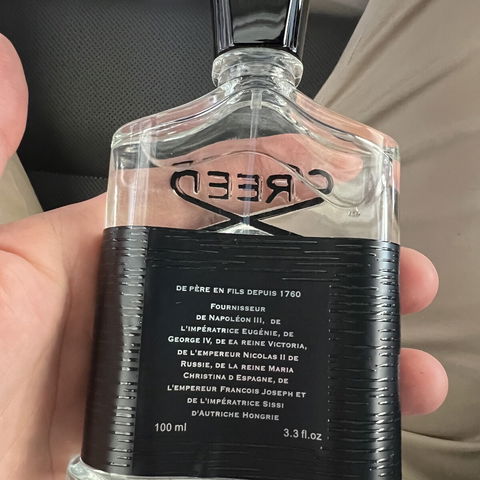 CREED
DE PÈRE EN FILS DEPUIS 1760
FOURNISSEUR
DE NAPOLÉON III, DE
L'IMPÉRATRICE EUGÉNIE, DE
GEORGE IV, DE EA REINE VICTORIA,
DE L'EMPEREUR NICOLAS II DE
RUSSIE, DE LA REINE MARIA
CHRISTINA D ESPAGNE, DE
L'EMPEREUR FRANCOIS JOSEPH ET
DE L'IMPÉRATRICE SISSI
D'AUTRICHE HONGRIE
100 ml
3.3 fl.oz